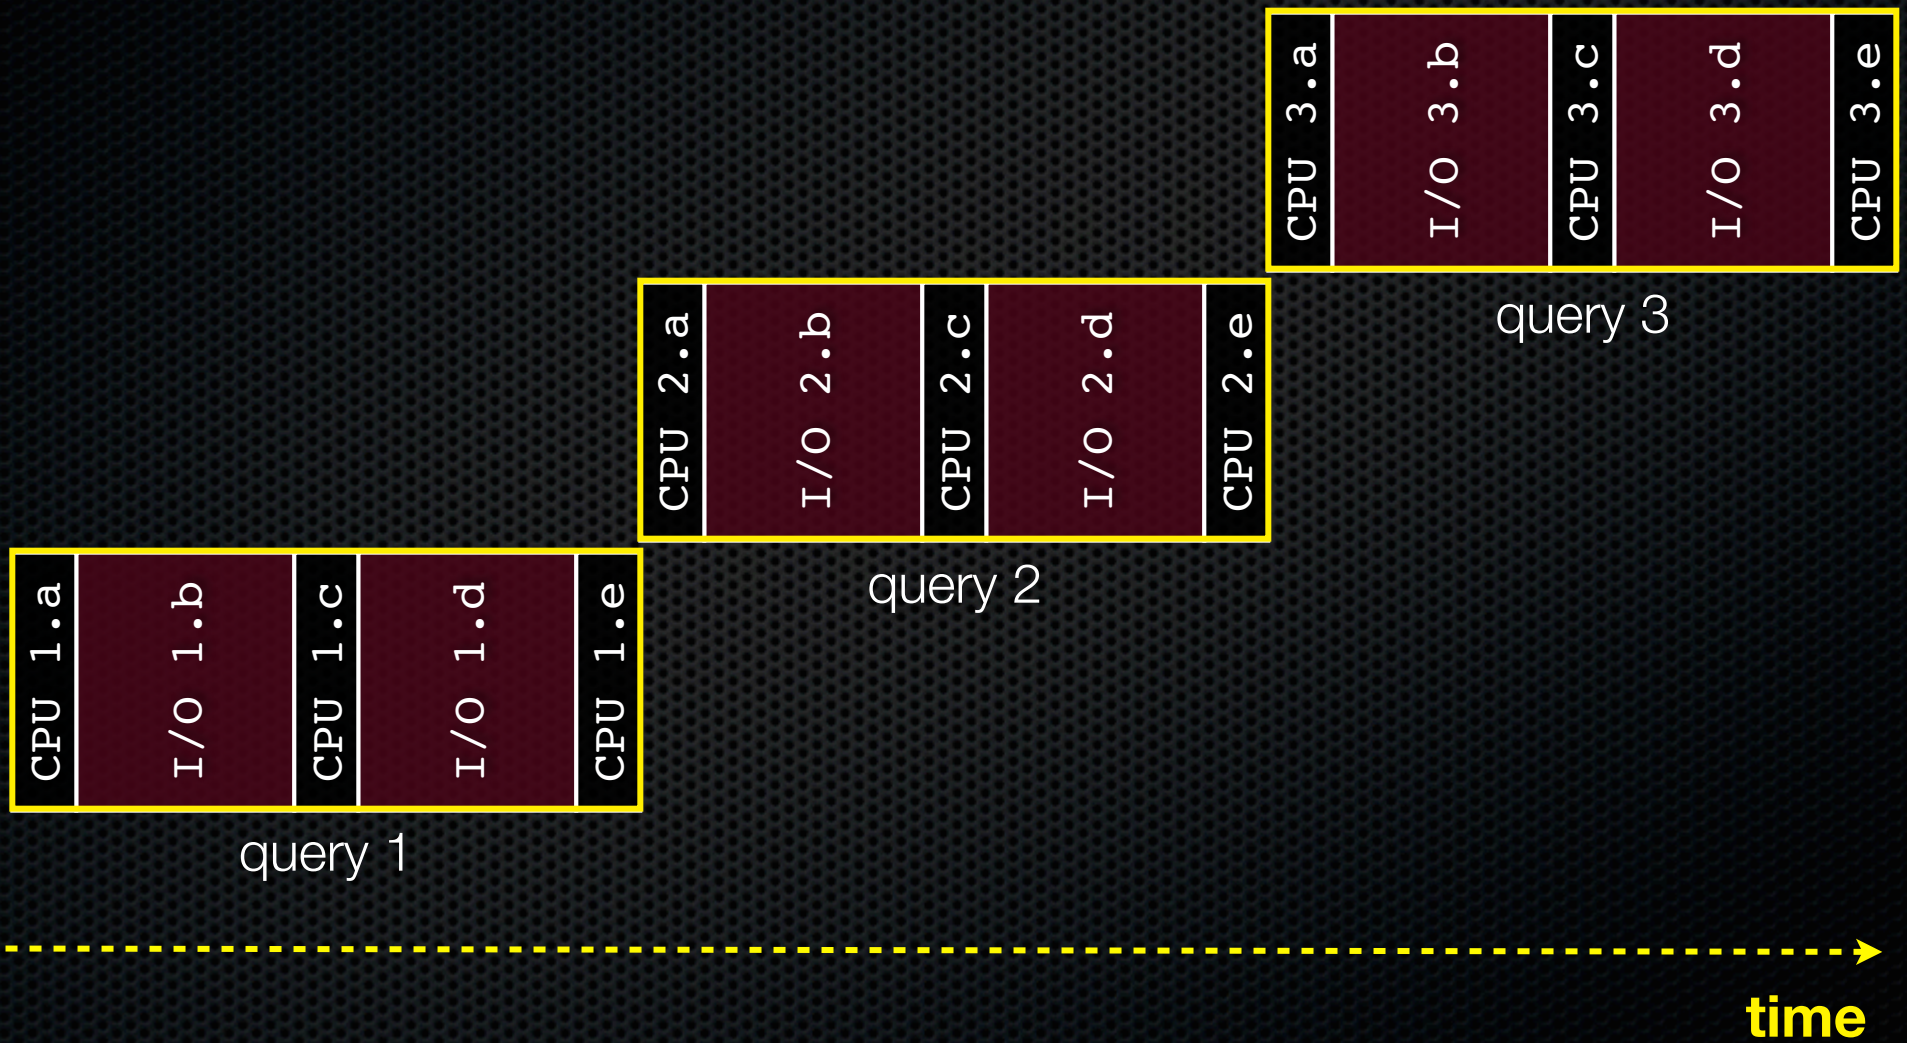 CPU 3.a
I/O 3.b
CPU 3.c
I/O 3.d
CPU 3.e
query 3
CPU 2.a
I/O 2.b
CPU 2.c
I/O 2.d
CPU 2.e
query 2
CPU 1.a
I/O 1.b
CPU 1.c
I/O 1.d
CPU 1.e
query 1
time